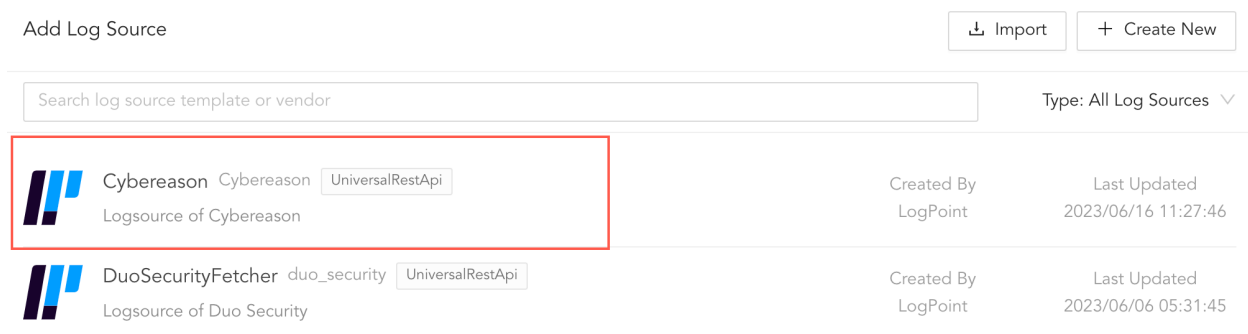 Add Log Source Import Create New
Search log source template or vendor Type: All Log Sources
Cybereason Cybereason UniversalRestApi Created By Last Updated
Logsource of Cybereason LogPoint 2023/06/16 11:27:46
DuoSecurityFetcher duo_security UniversalRestApi Created By Last Updated
Logsource of Duo Security LogPoint 2023/06/06 05:31:45